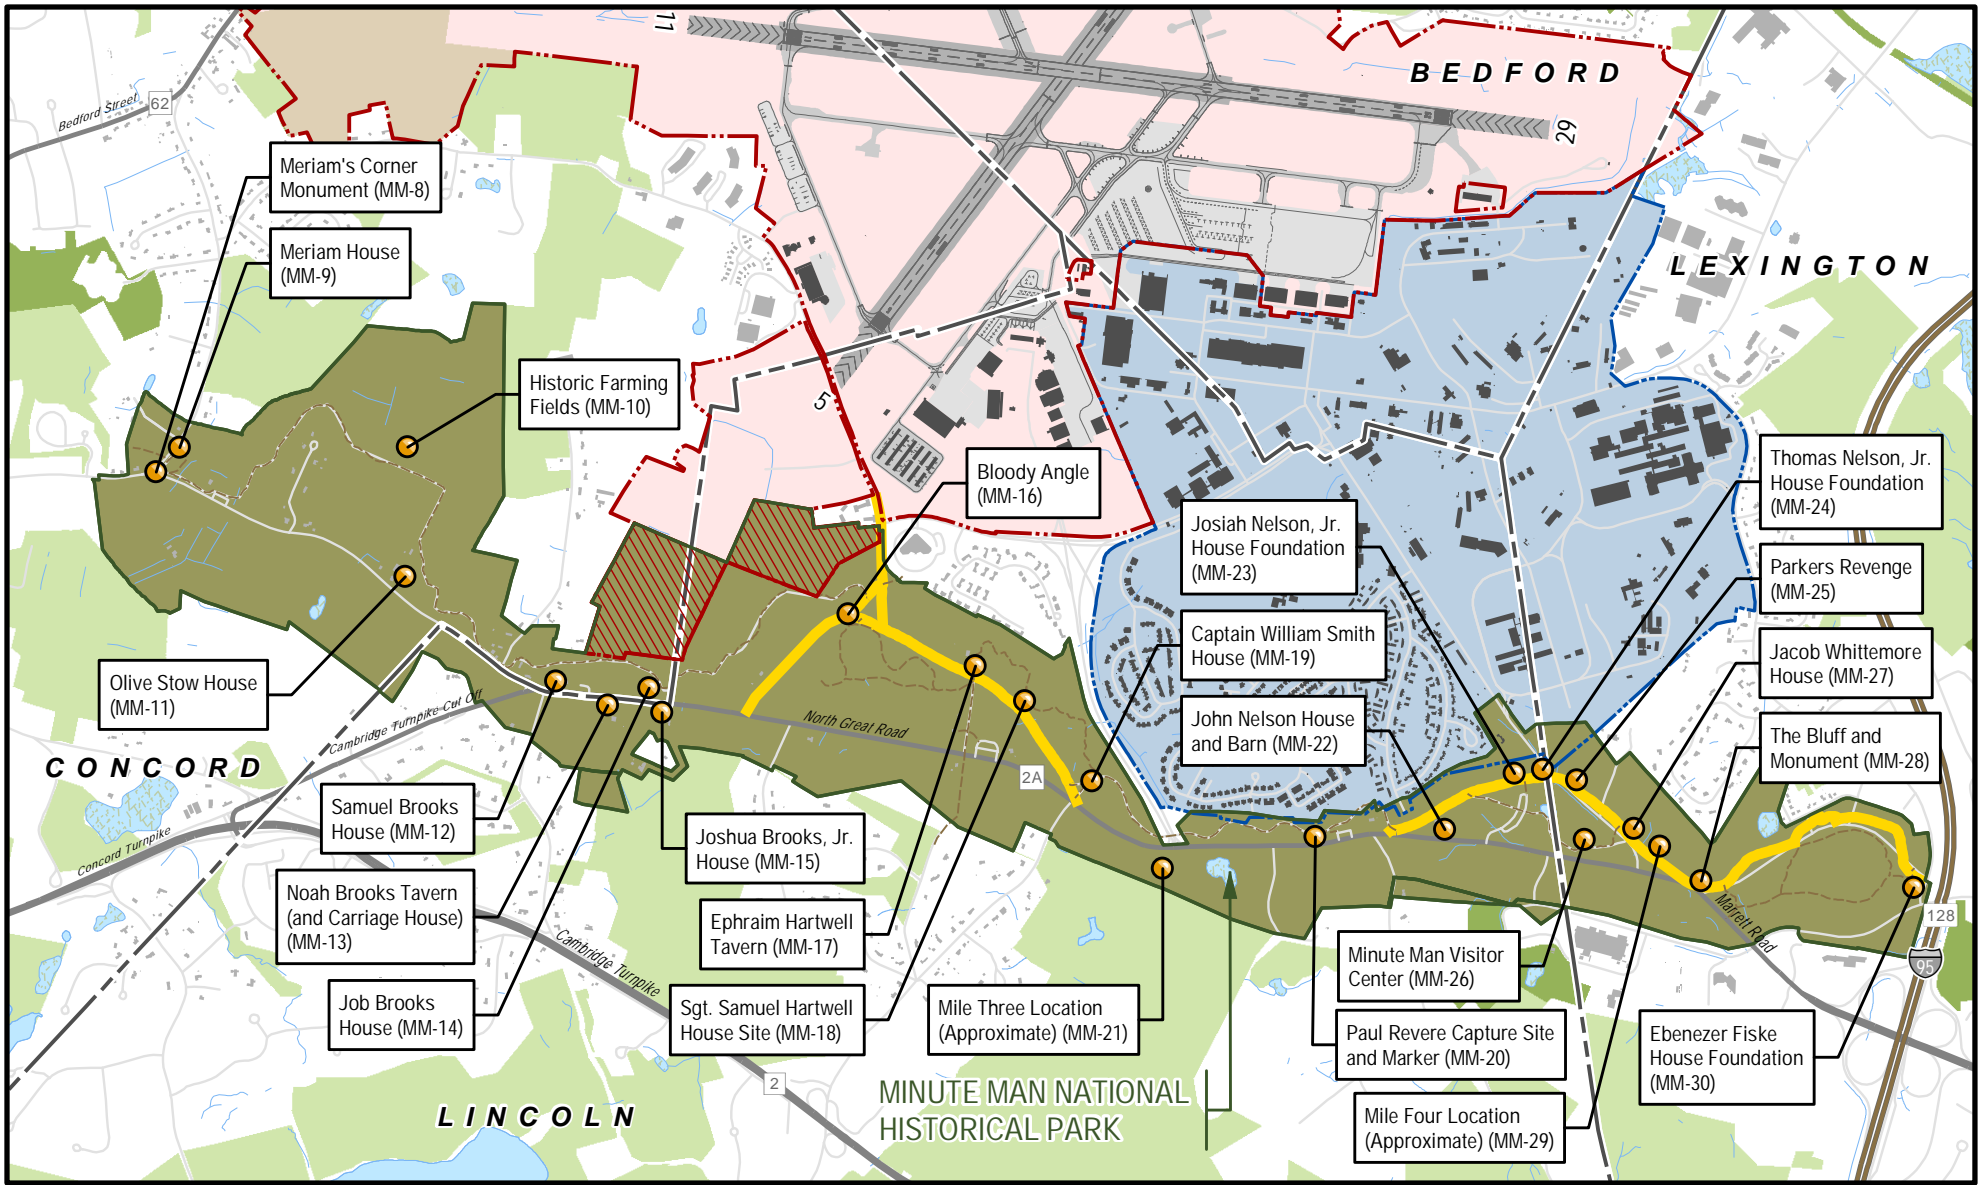 11
BEDFORD
62
Bedford Street
29
Meriam's Corner
Monument (MM-8)
Meriam House
(MM-9)
LEXINGTON
Historic Farming
Fields (MM-10)
5
Bloody Angle
(MM-16)
Thomas Nelson, Jr.
House Foundation
(MM-24)
Josiah Nelson, Jr.
House Foundation
(MM-23)
Parkers Revenge
(MM-25)
Captain William Smith
House (MM-19)
Jacob Whittemore
House (MM-27)
Olive Stow House
(MM-11)
John Nelson House
and Barn (MM-22)
The Bluff and
Monument (MM-28)
Cambridge Turnpike Cut Off
North Great Road
2A
CONCORD
Samuel Brooks
House (MM-12)
Joshua Brooks, Jr.
House (MM-15)
Concord Turnpike
Noah Brooks Tavern
(and Carriage House)
(MM-13)
Ephraim Hartwell
Tavern (MM-17)
Marrett Road
128
95
Cambridge Turnpike
Minute Man Visitor
Center (MM-26)
Job Brooks
House (MM-14)
Sgt. Samuel Hartwell
House Site (MM-18)
Mile Three Location
(Approximate) (MM-21)
Paul Revere Capture Site
and Marker (MM-20)
Ebenezer Fiske
House Foundation
(MM-30)
2
MINUTE MAN NATIONAL
HISTORICAL PARK
LINCOLN
Mile Four Location
(Approximate) (MM-29)